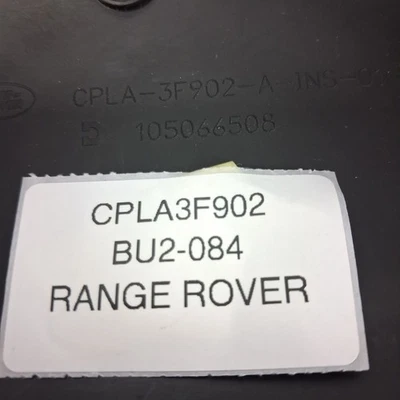 CPLA-3F902-A
105066508
CPLA3F902
BU2-084
RANGE ROVER